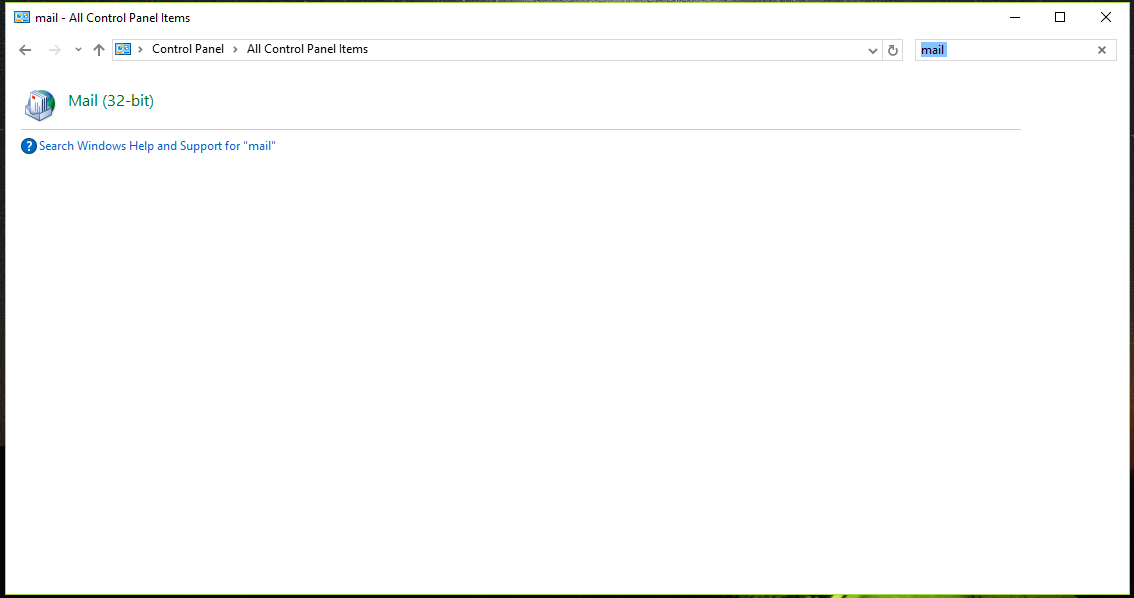 mail - All Control Panel Items
Control Panel All Control Panel Items mail
Mail (32-bit)
? Search Windows Help and Support for "mail"